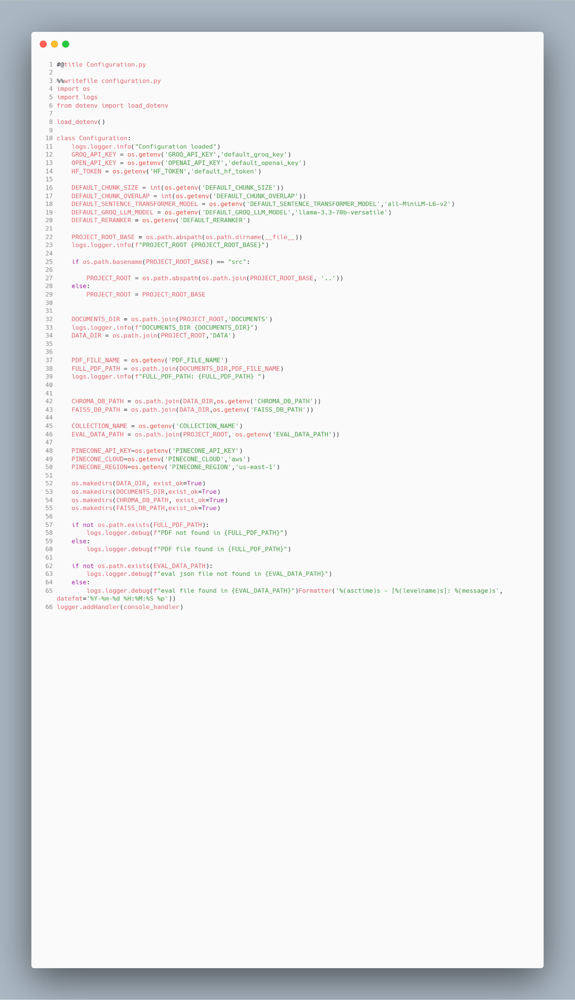 1 #@title Configuration.py
2
3 %%writefile configuration.py
4 import os
5 import logs
6 from dotenv import load_dotenv
7
8 load_dotenv()
9
10 class Configuration:
11     logs.logger.info("Configuration loaded")
12     GROQ_API_KEY = os.getenv('GROQ_API_KEY','default_groq_key')
13     OPEN_API_KEY = os.getenv('OPENAI_API_KEY','default_openai_key')
14     HF_TOKEN = os.getenv('HF_TOKEN','default_hf_token')
15
16     DEFAULT_CHUNK_SIZE = int(os.getenv('DEFAULT_CHUNK_SIZE'))
17     DEFAULT_CHUNK_OVERLAP = int(os.getenv('DEFAULT_CHUNK_OVERLAP'))
18     DEFAULT_SENTENCE_TRANSFORMER_MODEL = os.getenv('DEFAULT_SENTENCE_TRANSFORMER_MODEL','all-MiniLM-L6-v2')
19     DEFAULT_GROQ_LLM_MODEL = os.getenv('DEFAULT_GROQ_LLM_MODEL','llama-3.3-70b-versatile')
20     DEFAULT_RERANKER = os.getenv('DEFAULT_RERANKER')
21
22     PROJECT_ROOT_BASE = os.path.abspath(os.path.dirname(__file__))
23     logs.logger.info(f"PROJECT_ROOT {PROJECT_ROOT_BASE}")
24
25     if os.path.basename(PROJECT_ROOT_BASE) == "src":
26
27         PROJECT_ROOT = os.path.abspath(os.path.join(PROJECT_ROOT_BASE, '..'))
28     else:
29         PROJECT_ROOT = PROJECT_ROOT_BASE
30
31
32     DOCUMENTS_DIR = os.path.join(PROJECT_ROOT,'DOCUMENTS')
33     logs.logger.info(f"DOCUMENTS_DIR {DOCUMENTS_DIR}")
34     DATA_DIR = os.path.join(PROJECT_ROOT,'DATA')
35
36
37     PDF_FILE_NAME = os.getenv('PDF_FILE_NAME')
38     FULL_PDF_PATH = os.path.join(DOCUMENTS_DIR,PDF_FILE_NAME)
39     logs.logger.info(f"FULL_PDF_PATH: {FULL_PDF_PATH} ")
40
41
42     CHROMA_DB_PATH = os.path.join(DATA_DIR,os.getenv('CHROMA_DB_PATH'))
43     FAISS_DB_PATH = os.path.join(DATA_DIR,os.getenv('FAISS_DB_PATH'))
44
45     COLLECTION_NAME = os.getenv('COLLECTION_NAME')
46     EVAL_DATA_PATH = os.path.join(PROJECT_ROOT, os.getenv('EVAL_DATA_PATH'))
47
48     PINECONE_API_KEY=os.getenv('PINECONE_API_KEY')
49     PINECONE_CLOUD=os.getenv('PINECONE_CLOUD','aws')
50     PINECONE_REGION=os.getenv('PINECONE_REGION','us-east-1')
51
52     os.makedirs(DATA_DIR, exist_ok=True)
53     os.makedirs(DOCUMENTS_DIR,exist_ok=True)
54     os.makedirs(CHROMA_DB_PATH, exist_ok=True)
55     os.makedirs(FAISS_DB_PATH,exist_ok=True)
56
57     if not os.path.exists(FULL_PDF_PATH):
58         logs.logger.debug(f"PDF not found in {FULL_PDF_PATH}")
59     else:
60         logs.logger.debug(f"PDF file found in {FULL_PDF_PATH}")
61
62     if not os.path.exists(EVAL_DATA_PATH):
63         logs.logger.debug(f"eval json file not found in {EVAL_DATA_PATH}")
64     else:
65         logs.logger.debug(f"eval file found in {EVAL_DATA_PATH}")Formatter('%(asctime)s - [%(levelname)s]: %(message)s',
datefmt='%Y-%m-%d %H:%M:%S %p'))
66 logger.addHandler(console_handler)